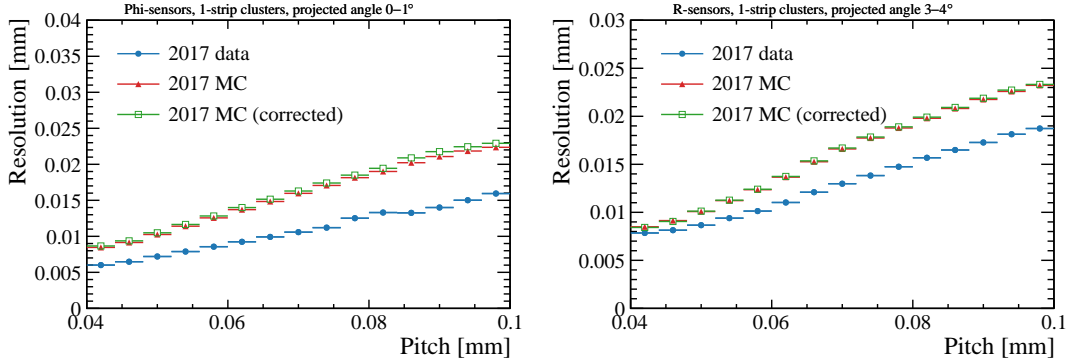 Phi-sensors, 1-strip clusters, projected angle 0−1°
Resolution [mm]
0.04
0.035
0.03
0.025
0.02
0.015
0.01
0.005
0
2017 data
2017 MC
2017 MC (corrected)
0.04
0.06
0.08
0.1
Pitch [mm]
R-sensors, 1-strip clusters, projected angle 3−4°
Resolution [mm]
0.03
0.025
0.02
0.015
0.01
0.005
0
2017 data
2017 MC
2017 MC (corrected)
0.04
0.06
0.08
0.1
Pitch [mm]